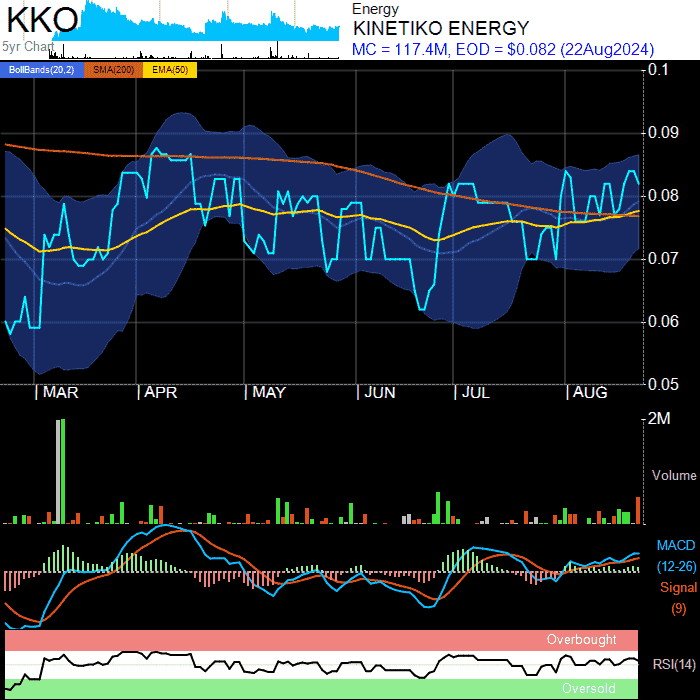 KKO
5yr Chart
Energy
KINETIKO ENERGY
MC = 117.4M, EOD = $0.082 (22Aug2024)
BollBands(20,2) SMA(200) EMA(50)
0.1
0.09
0.08
0.07
0.06
0.05
MAR APR MAY JUN JUL AUG
2M
Volume
MACD
(12-26)
Signal
(9)
Overbought
RSI(14)
Oversold